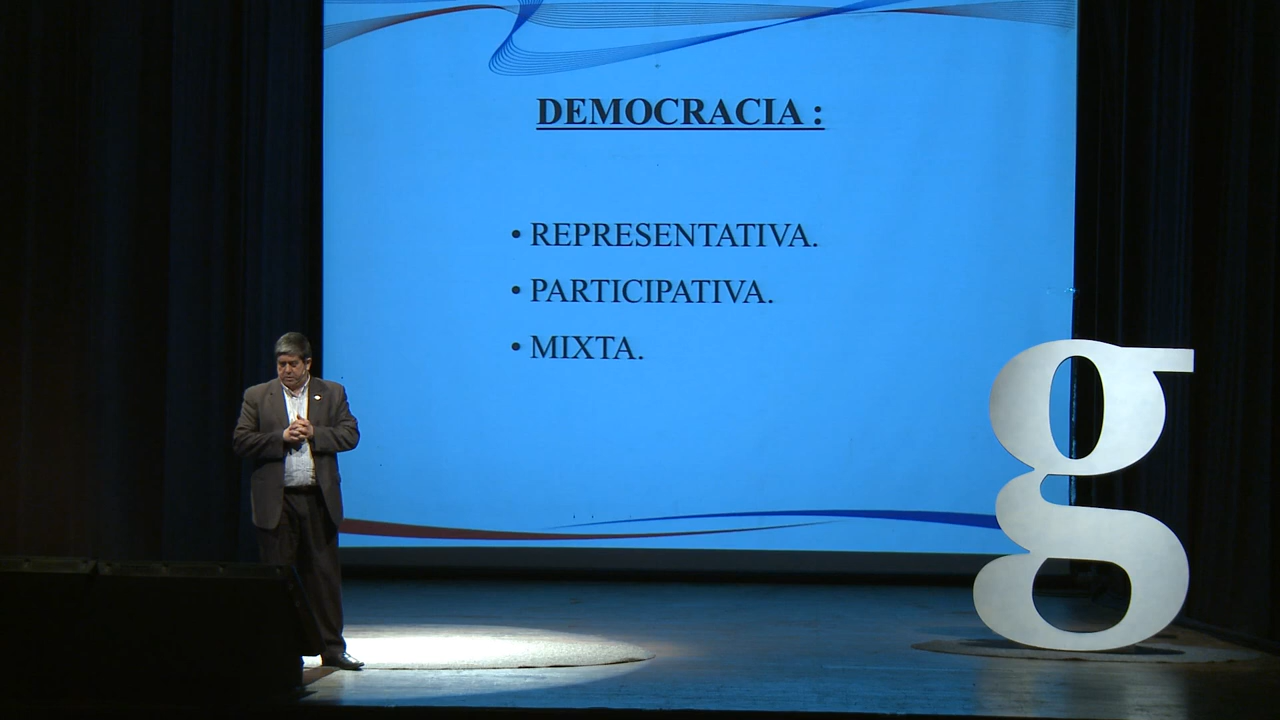 DEMOCRACIA :
• REPRESENTATIVA.
• PARTICIPATIVA.
• MIXTA.
g